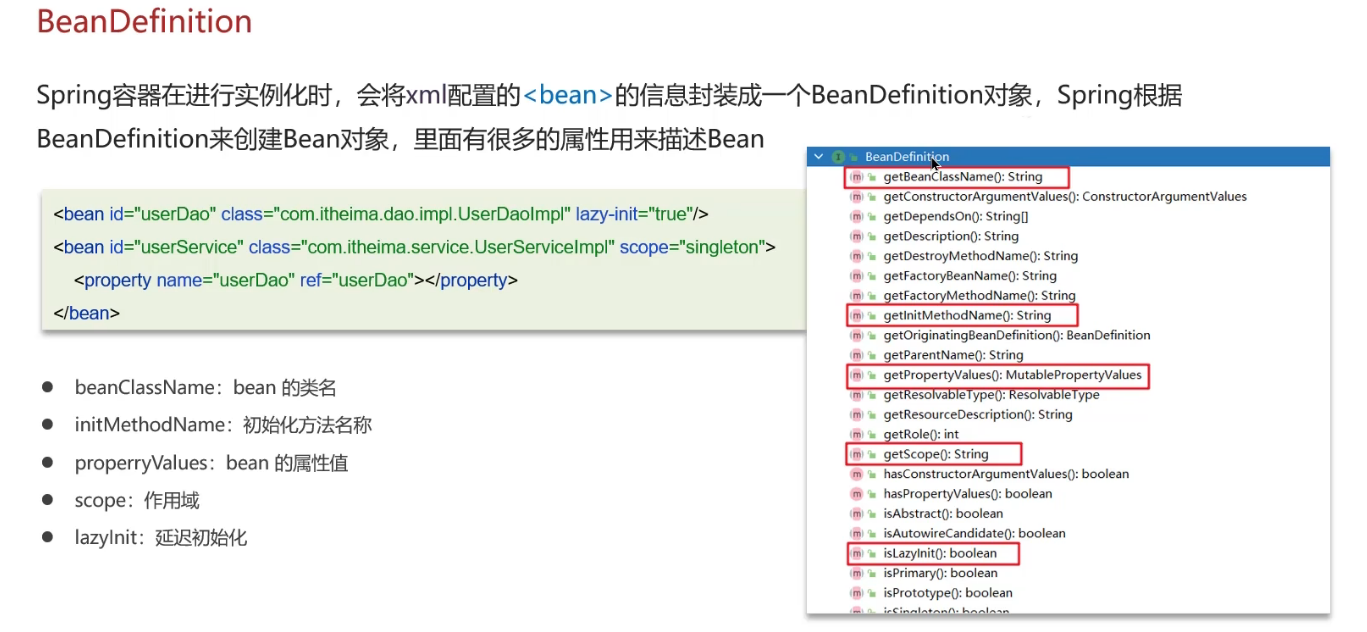 BeanDefinition
Spring容器在进行实例化时，会将xml配置的<bean>的信息封装成一个BeanDefinition对象，Spring根据
BeanDefinition来创建Bean对象，里面有很多的属性用来描述Bean
<bean id="userDao" class="com.itheima.dao.impl.UserDaoImpl" lazy-init="true"/>
<bean id="userService" class="com.itheima.service.UserServiceImpl" scope="singleton">
<property name="userDao" ref="userDao"></property>
</bean>
beanClassName：bean 的类名
initMethodName：初始化方法名称
properryValues：bean 的属性值
scope：作用域
lazyInit：延迟初始化
BeanDefinition
getBeanClassName(): String
getConstructorArgumentValues(): ConstructorArgumentValues
getDependsOn(): String[]
getDescription(): String
getDestroyMethodName(): String
getFactoryBeanName(): String
getFactoryMethodName(): String
getInitMethodName(): String
getOriginatingBeanDefinition(): BeanDefinition
getParentName(): String
getPropertyValues(): MutablePropertyValues
getResolvableType(): ResolvableType
getResourceDescription(): String
getRole(): int
getScope(): String
hasConstructorArgumentValues(): boolean
hasPropertyValues(): boolean
isAbstract(): boolean
isAutowireCandidate(): boolean
isLazyInit(): boolean
isPrimary(): boolean
isPrototype(): boolean
isSingleton(): boolean